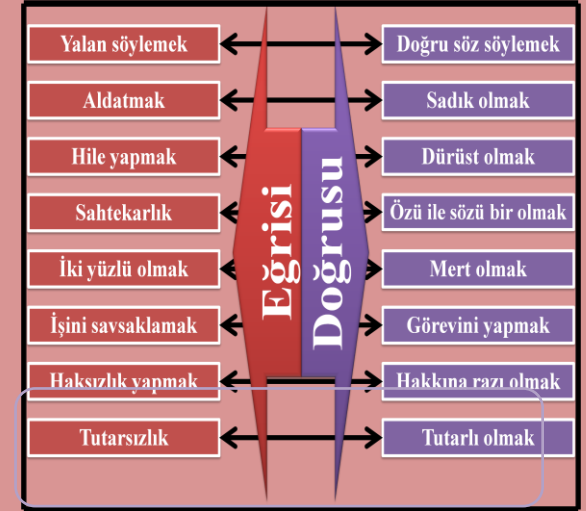 Yalan söylemek
Doğru söz söylemek
Aldatmak
Sadık olmak
Hile yapmak
Dürüst olmak
Sahtekarlık
Özü ile sözü bir olmak
İki yüzlü olmak
Mert olmak
İşini savsaklamak
Görevini yapmak
Haksızlık yapmak
Hakkına razı olmak
Tutarsızlık
Tutarlı olmak
Eğrisi
Doğrusu